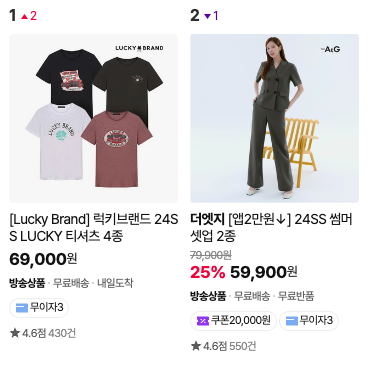 1 ▲2
LUCKY BRAND
[Lucky Brand] 럭키브랜드 24S
S LUCKY 티셔츠 4종
69,000원
방송상품 · 무료배송 · 내일도착
무이자3
★ 4.6점 430건
2 ▼1
A&G
더엣지 [앱2만원↓] 24SS 썸머
셋업 2종
79,900원
25% 59,900원
방송상품 · 무료배송 · 무료반품
쿠폰20,000원 무이자3
★ 4.6점 550건